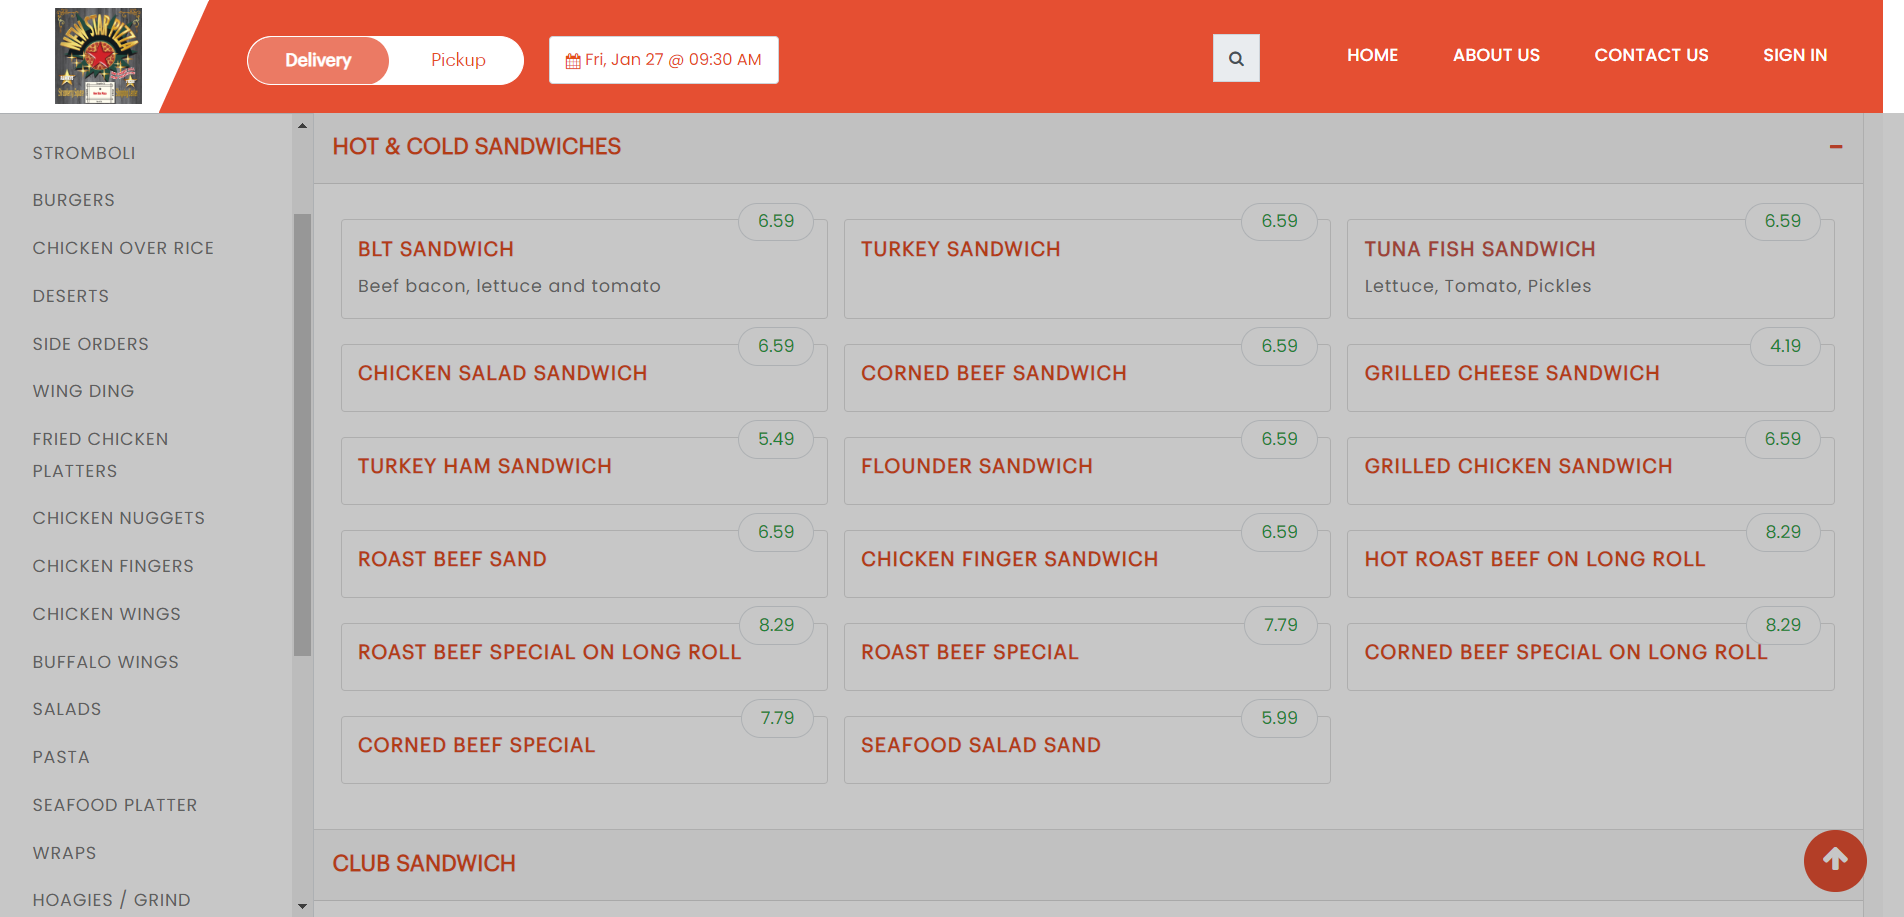 NEW STAR PIZZA
Delivery
Pickup
Fri, Jan 27 @ 09:30 AM
HOME
ABOUT US
CONTACT US
SIGN IN
STROMBOLI
BURGERS
CHICKEN OVER RICE
DESERTS
SIDE ORDERS
WING DING
FRIED CHICKEN
PLATTERS
CHICKEN NUGGETS
CHICKEN FINGERS
CHICKEN WINGS
BUFFALO WINGS
SALADS
PASTA
SEAFOOD PLATTER
WRAPS
HOAGIES / GRIND
HOT & COLD SANDWICHES
6.59
BLT SANDWICH
Beef bacon, lettuce and tomato
6.59
TURKEY SANDWICH
6.59
TUNA FISH SANDWICH
Lettuce, Tomato, Pickles
6.59
CHICKEN SALAD SANDWICH
6.59
CORNED BEEF SANDWICH
4.19
GRILLED CHEESE SANDWICH
5.49
TURKEY HAM SANDWICH
6.59
FLOUNDER SANDWICH
6.59
GRILLED CHICKEN SANDWICH
6.59
ROAST BEEF SAND
6.59
CHICKEN FINGER SANDWICH
8.29
HOT ROAST BEEF ON LONG ROLL
8.29
ROAST BEEF SPECIAL ON LONG ROLL
7.79
ROAST BEEF SPECIAL
8.29
CORNED BEEF SPECIAL ON LONG ROLL
7.79
CORNED BEEF SPECIAL
5.99
SEAFOOD SALAD SAND
CLUB SANDWICH